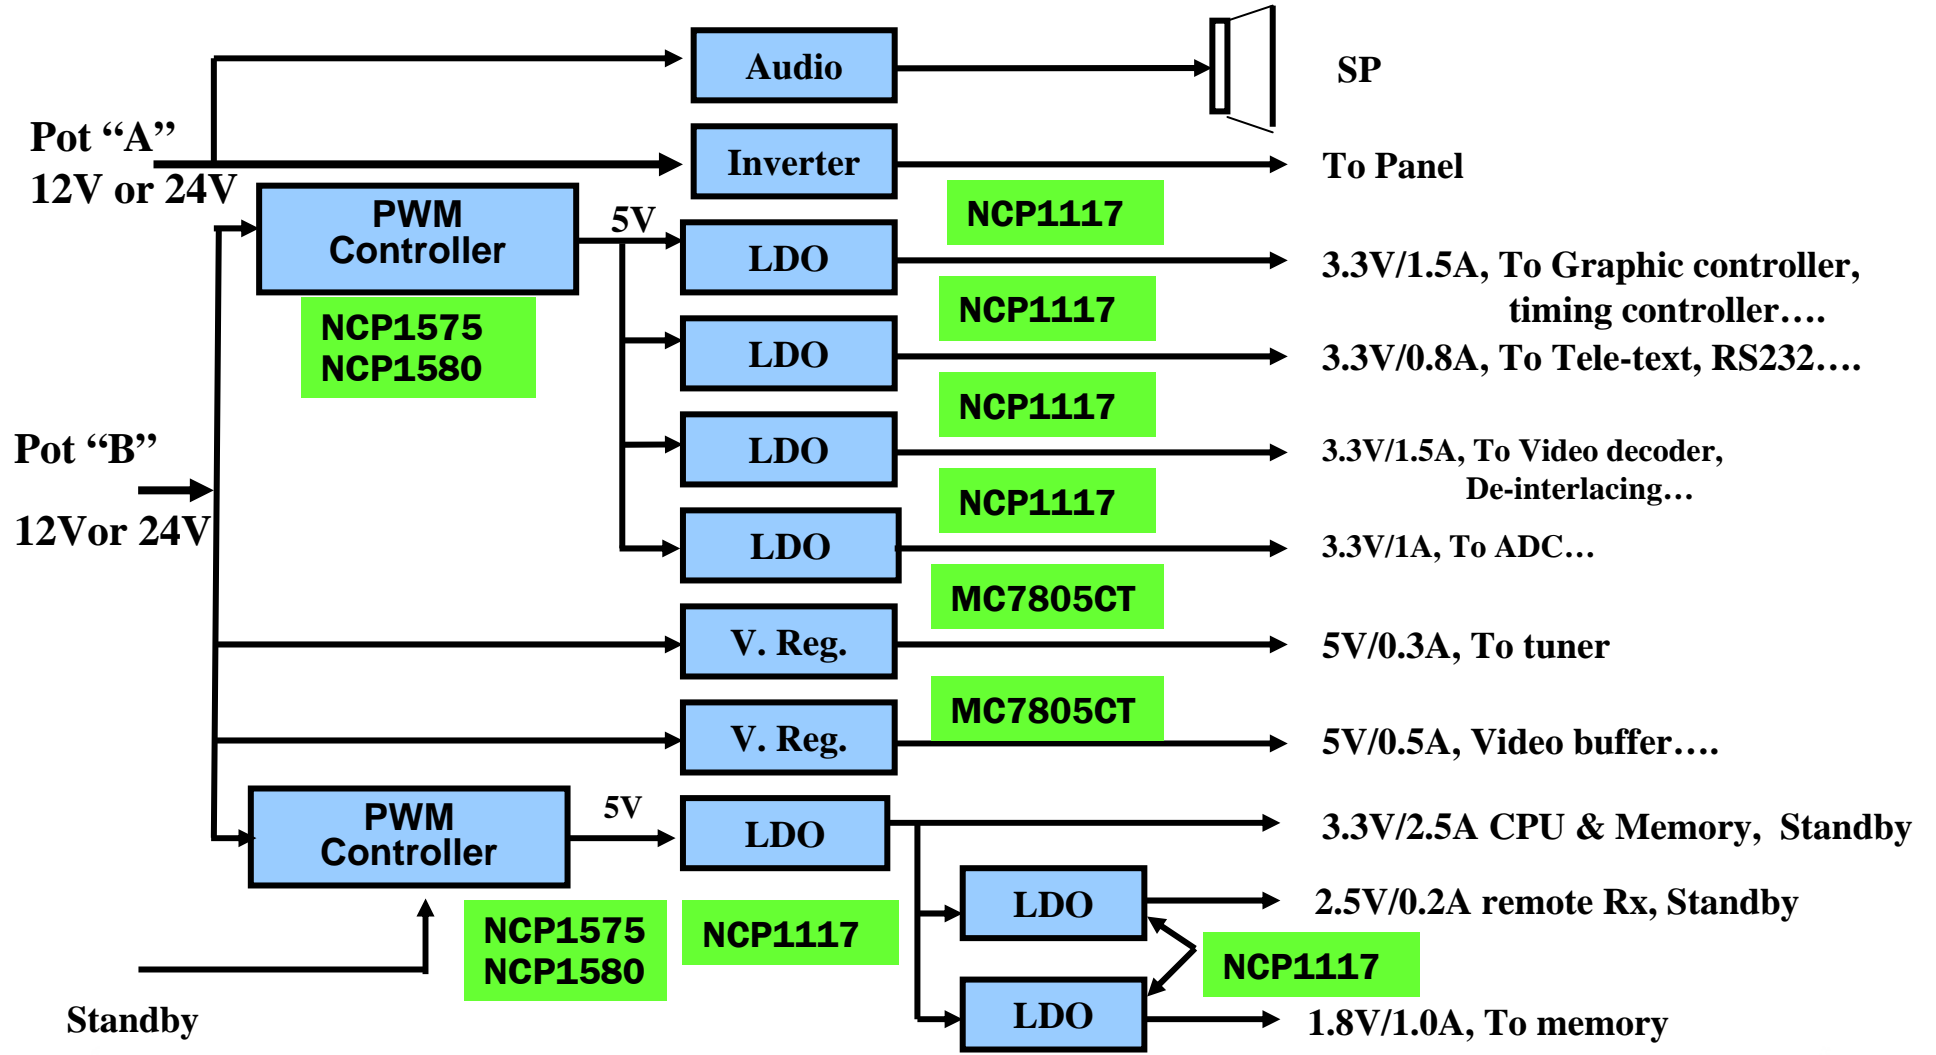 Audio
SP
Pot “A”
12V or 24V
Inverter
To Panel
PWM
Controller
5V
NCP1117
LDO
3.3V/1.5A, To Graphic controller,
timing controller….
NCP1575
NCP1580
NCP1117
LDO
3.3V/0.8A, To Tele-text, RS232….
NCP1117
Pot “B”
12Vor 24V
LDO
3.3V/1.5A, To Video decoder,
De-interlacing…
NCP1117
LDO
3.3V/1A, To ADC…
MC7805CT
V. Reg.
5V/0.3A, To tuner
MC7805CT
V. Reg.
5V/0.5A, Video buffer….
PWM
Controller
5V
LDO
3.3V/2.5A CPU & Memory, Standby
LDO
2.5V/0.2A remote Rx, Standby
NCP1575
NCP1580
NCP1117
NCP1117
Standby
LDO
1.8V/1.0A, To memory